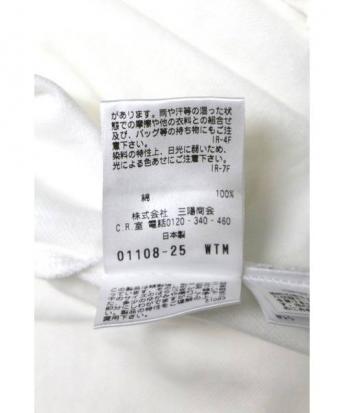 があります。雨や汗等の湿った状
態での摩擦や他の衣料との組合せ
及び、バッグ等の持ち物にもご注
意下さい。 IR-4F
染料の特性上、日光に弱いため、
光による色あせにご注意下さい。
IR-7F
綿 100%
株式会社 三陽商会
C.R.室 電話0120-340-460
日本製
01108-25 WTM